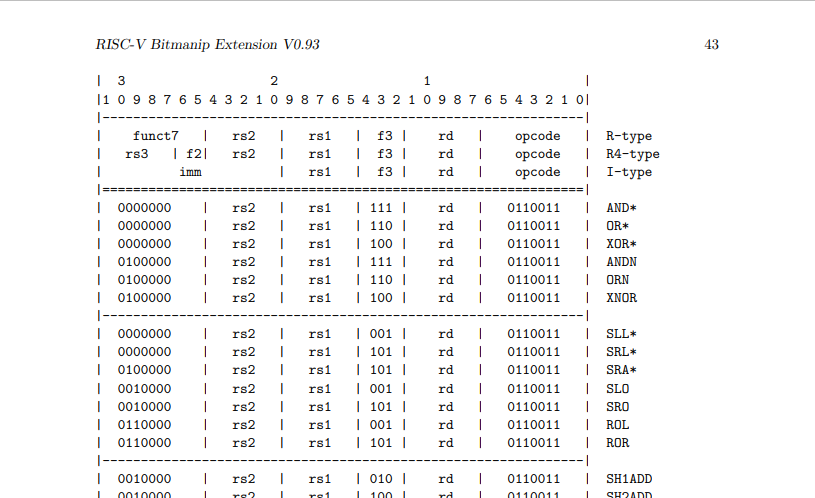 RISC-V Bitmanip Extension V0.93 43
| 3 2 1 |
|1 0 9 8 7 6 5 4 3 2 1 0 9 8 7 6 5 4 3 2 1 0 9 8 7 6 5 4 3 2 1 0|
|---------------------------------------------------------------|
| funct7 | rs2 | rs1 | f3 | rd | opcode | R-type
| rs3 | f2| rs2 | rs1 | f3 | rd | opcode | R4-type
| imm | rs1 | f3 | rd | opcode | I-type
|===============================================================|
| 0000000 | rs2 | rs1 | 111 | rd | 0110011 | AND*
| 0000000 | rs2 | rs1 | 110 | rd | 0110011 | OR*
| 0000000 | rs2 | rs1 | 100 | rd | 0110011 | XOR*
| 0100000 | rs2 | rs1 | 111 | rd | 0110011 | ANDN
| 0100000 | rs2 | rs1 | 110 | rd | 0110011 | ORN
| 0100000 | rs2 | rs1 | 100 | rd | 0110011 | XNOR
|---------------------------------------------------------------|
| 0000000 | rs2 | rs1 | 001 | rd | 0110011 | SLL*
| 0000000 | rs2 | rs1 | 101 | rd | 0110011 | SRL*
| 0100000 | rs2 | rs1 | 101 | rd | 0110011 | SRA*
| 0010000 | rs2 | rs1 | 001 | rd | 0110011 | SLO
| 0010000 | rs2 | rs1 | 101 | rd | 0110011 | SRO
| 0110000 | rs2 | rs1 | 001 | rd | 0110011 | ROL
| 0110000 | rs2 | rs1 | 101 | rd | 0110011 | ROR
|---------------------------------------------------------------|
| 0010000 | rs2 | rs1 | 010 | rd | 0110011 | SH1ADD
| 0010000 | rs2 | rs1 | 100 | rd | 0110011 | SH2ADD